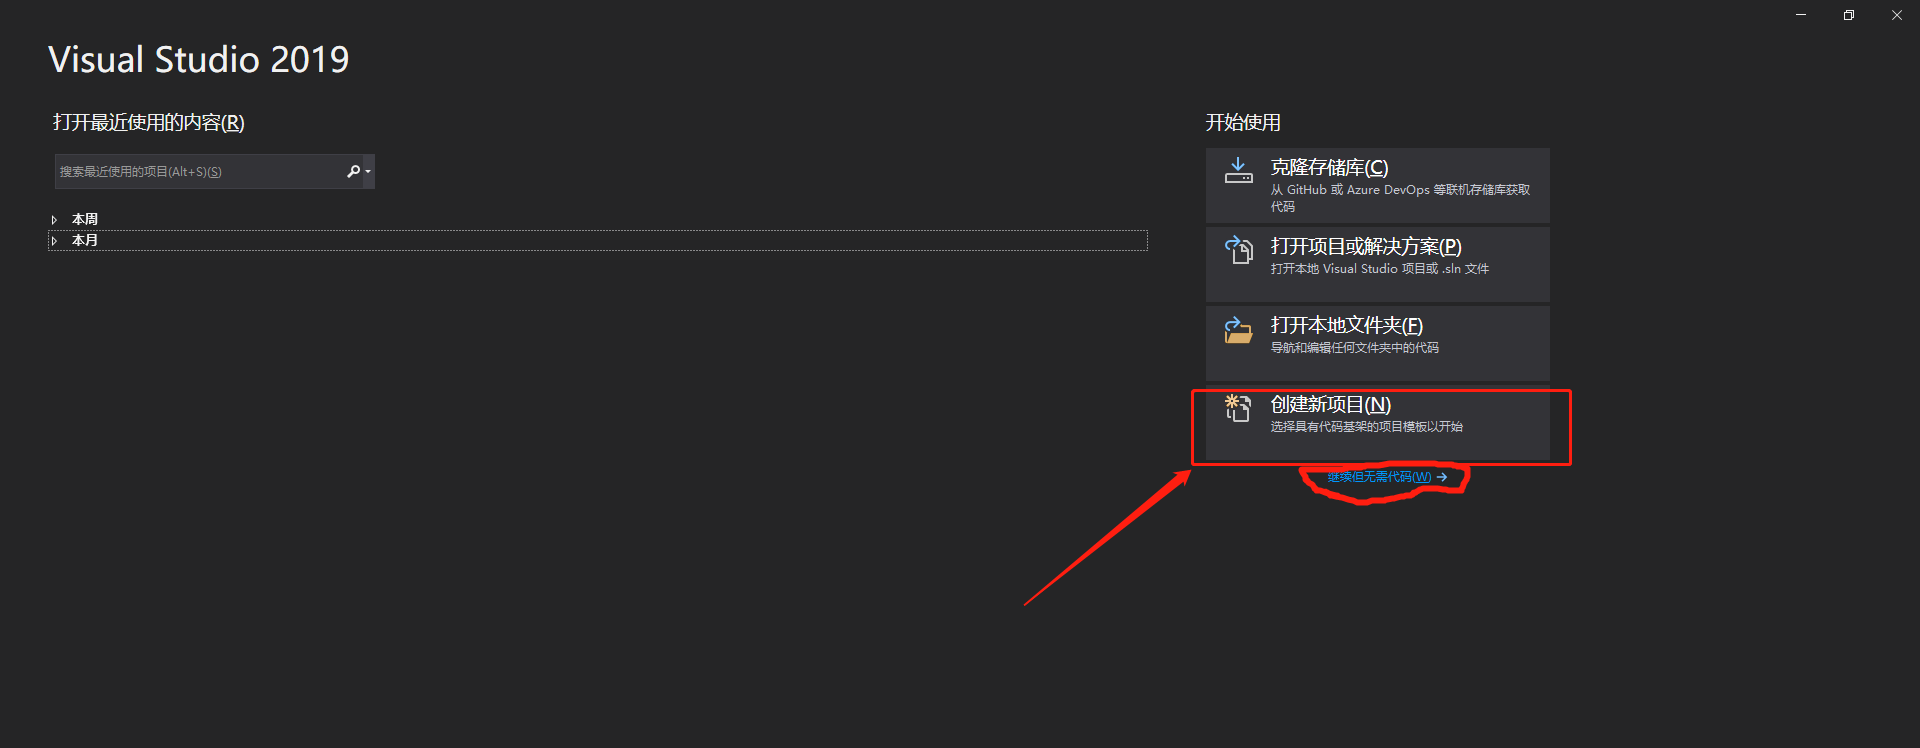 Visual Studio 2019
打开最近使用的内容(R)
搜索最近使用的项目(Alt+S)(S)
本周
本月
开始使用
克隆存储库(C)
从 GitHub 或 Azure DevOps 等联机存储库获取
代码
打开项目或解决方案(P)
打开本地 Visual Studio 项目或 .sln 文件
打开本地文件夹(F)
导航和编辑任何文件夹中的代码
创建新项目(N)
选择具有代码基架的项目模板以开始
继续但无需代码(W) →